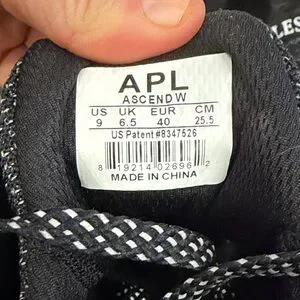 APL
ASCEND W
US UK EUR CM
9 6.5 40 25.5
US Patent #8347526
8 19214 02696 2
MADE IN CHINA
LES